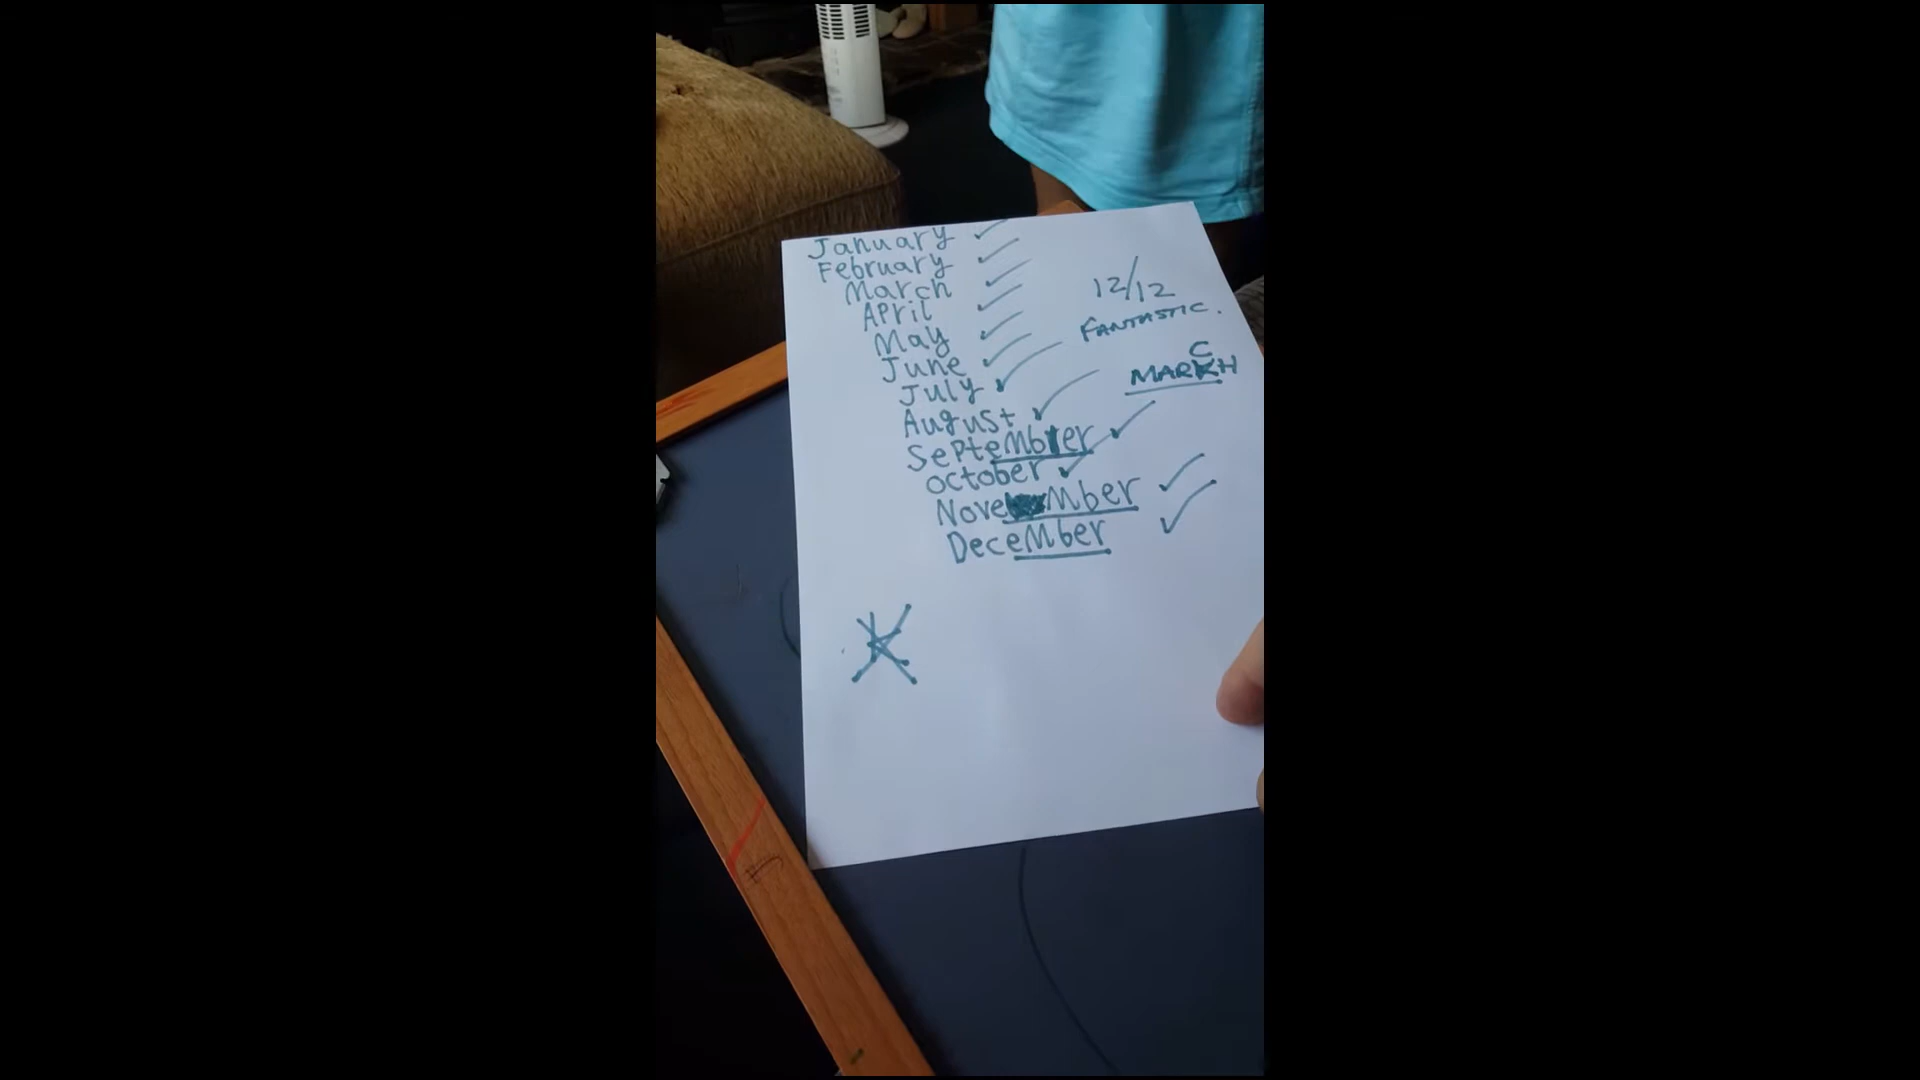 January ✓
February ✓
March ✓
April ✓
May ✓
June ✓
July ✓
August ✓
September ✓
October ✓
November ✓
December ✓
12/12
FANTASTIC.
C
MARKH